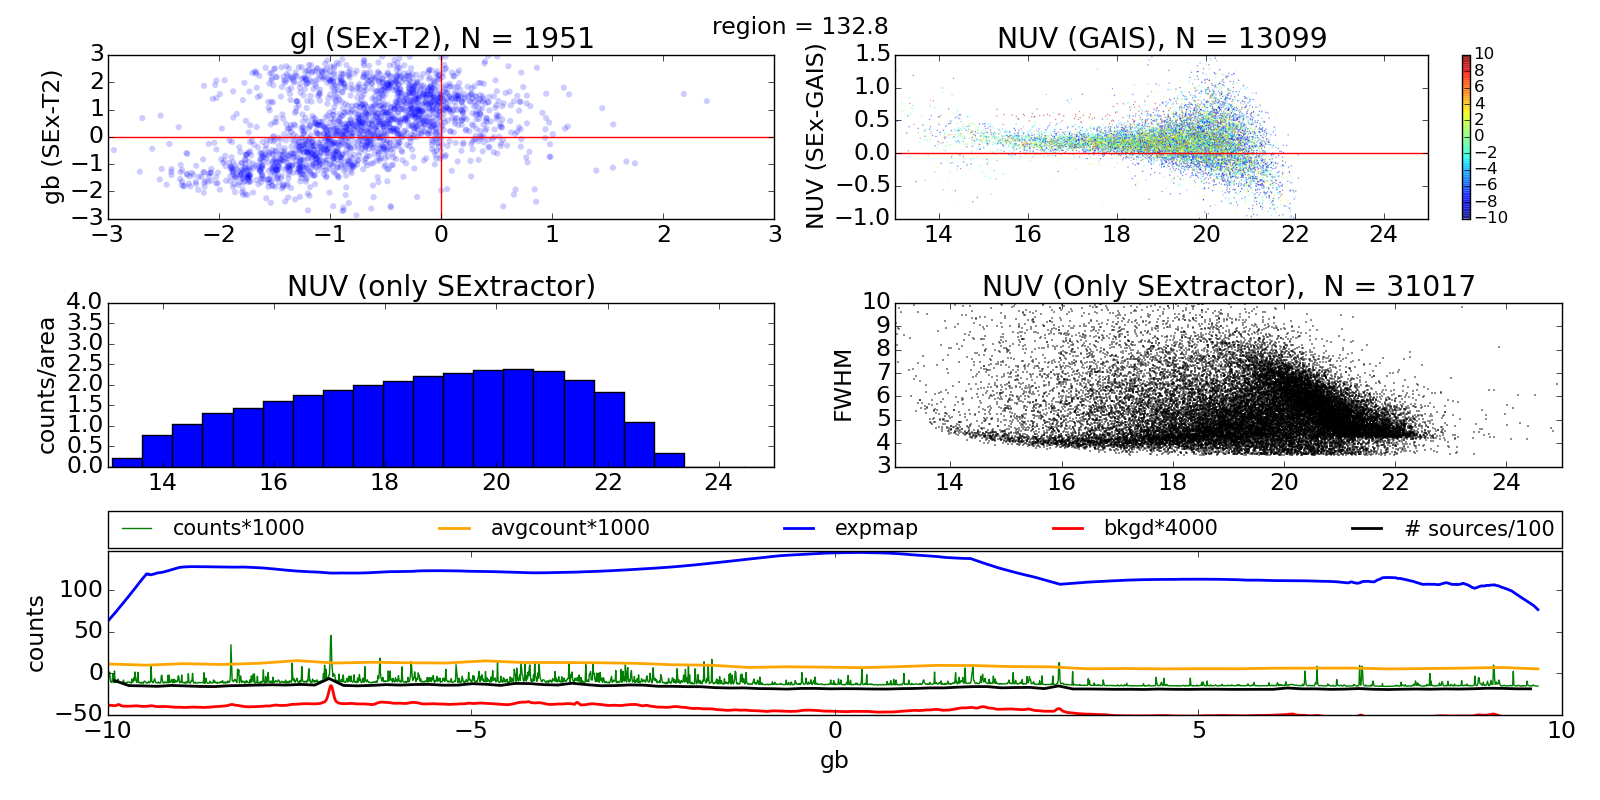 region = 132.8
gl (SEx-T2), N = 1951
gb (SEx-T2)
3
2
1
0
−1
−2
−3
−3 −2 −1 0 1 2 3
NUV (GAIS), N = 13099
NUV (SEx-GAIS)
1.5
1.0
0.5
0.0
−0.5
−1.0
14 16 18 20 22 24
10
8
6
4
2
0
−2
−4
−6
−8
−10
NUV (only SExtractor)
counts/area
4.0
3.5
3.0
2.5
2.0
1.5
1.0
0.5
0.0
14 16 18 20 22 24
NUV (Only SExtractor), N = 31017
FWHM
10
9
8
7
6
5
4
3
14 16 18 20 22 24
counts*1000 avgcount*1000 expmap bkgd*4000 # sources/100
counts
100
50
0
−50
−10 −5 0 5 10
gb